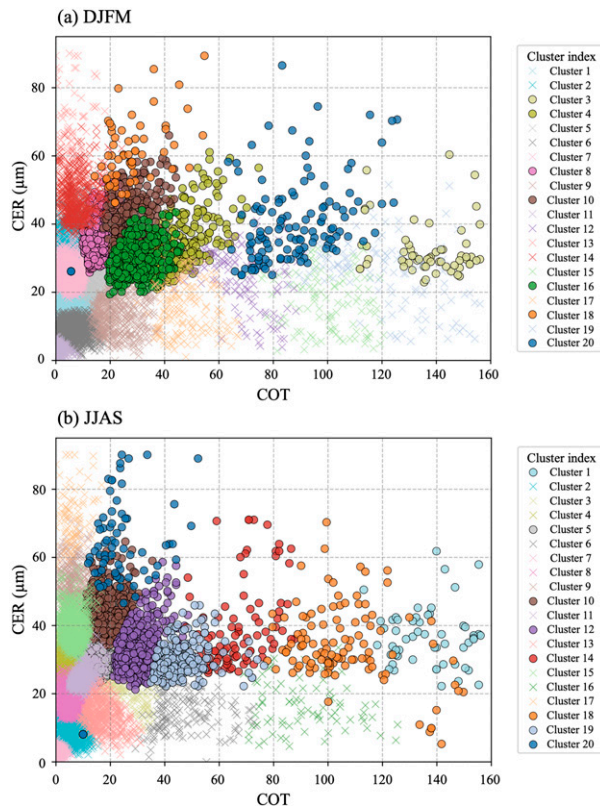 (a) DJFM
CER (μm)
80
60
40
20
0
0
20
40
60
80
100
120
140
160
COT
Cluster index
Cluster 1
Cluster 2
Cluster 3
Cluster 4
Cluster 5
Cluster 6
Cluster 7
Cluster 8
Cluster 9
Cluster 10
Cluster 11
Cluster 12
Cluster 13
Cluster 14
Cluster 15
Cluster 16
Cluster 17
Cluster 18
Cluster 19
Cluster 20
(b) JJAS
CER (μm)
80
60
40
20
0
0
20
40
60
80
100
120
140
160
COT
Cluster index
Cluster 1
Cluster 2
Cluster 3
Cluster 4
Cluster 5
Cluster 6
Cluster 7
Cluster 8
Cluster 9
Cluster 10
Cluster 11
Cluster 12
Cluster 13
Cluster 14
Cluster 15
Cluster 16
Cluster 17
Cluster 18
Cluster 19
Cluster 20